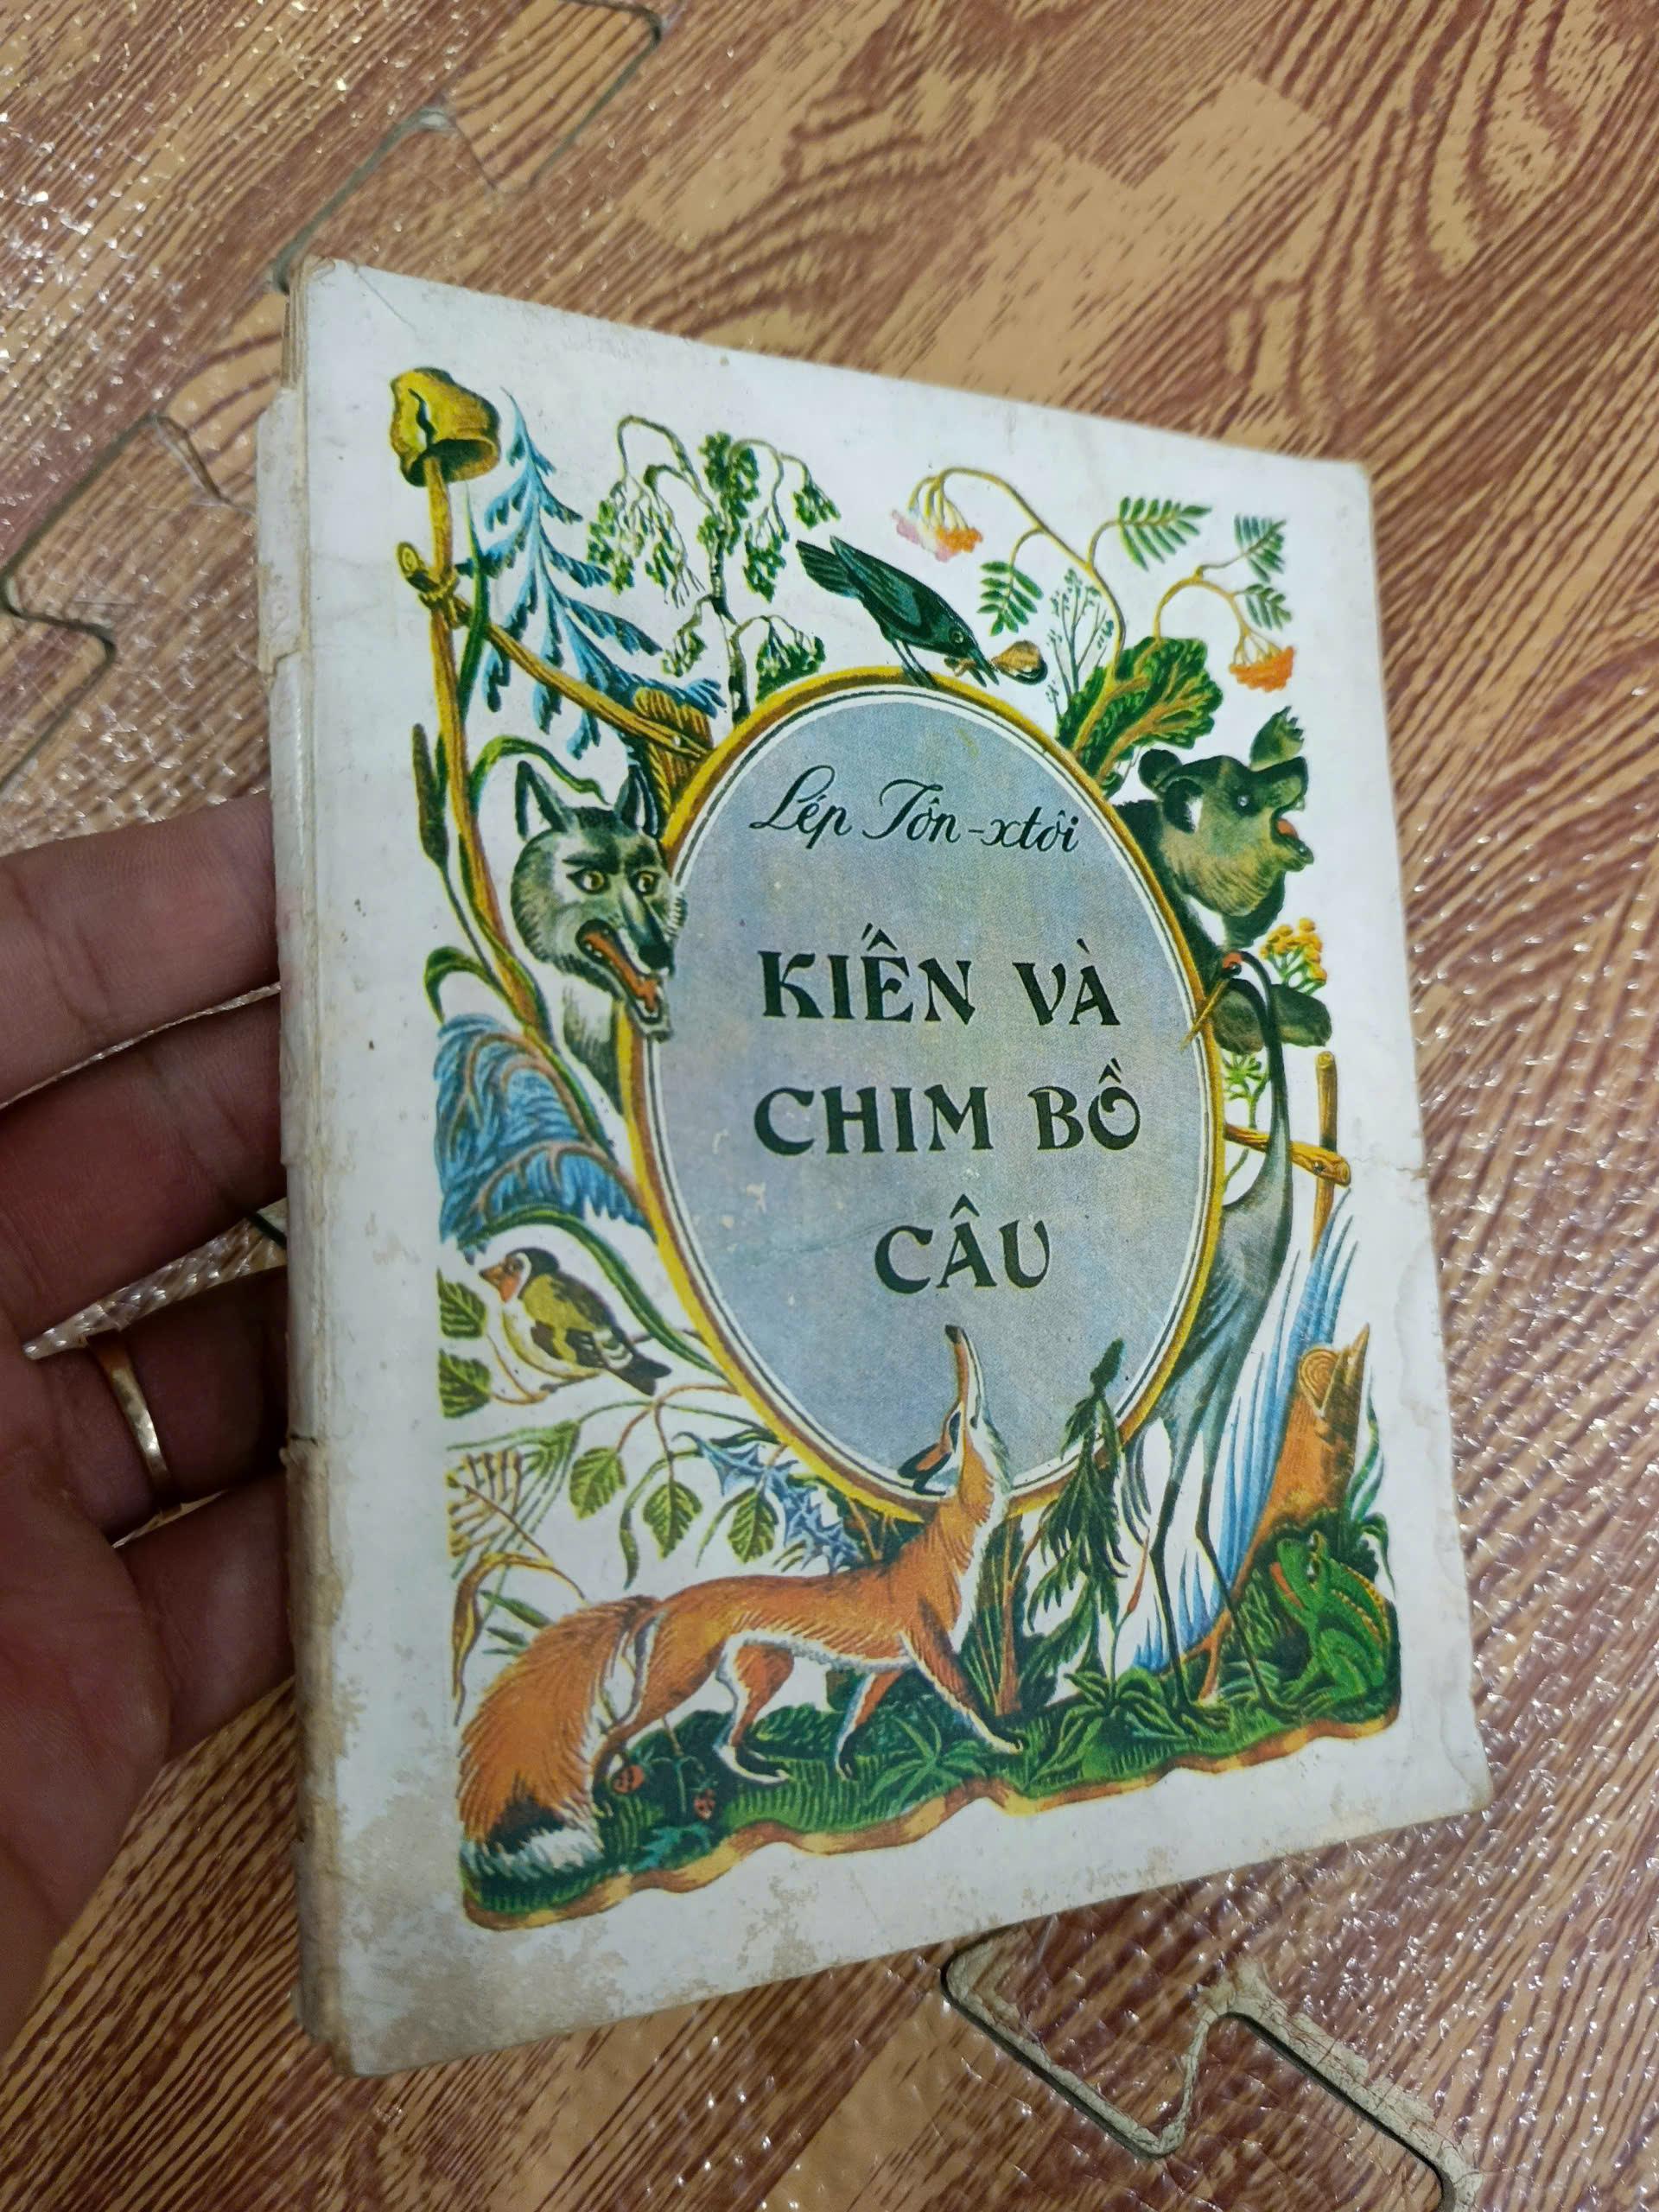 Lép Tôn-xtôi
KIẾN VÀ
CHIM BỒ
CÂU